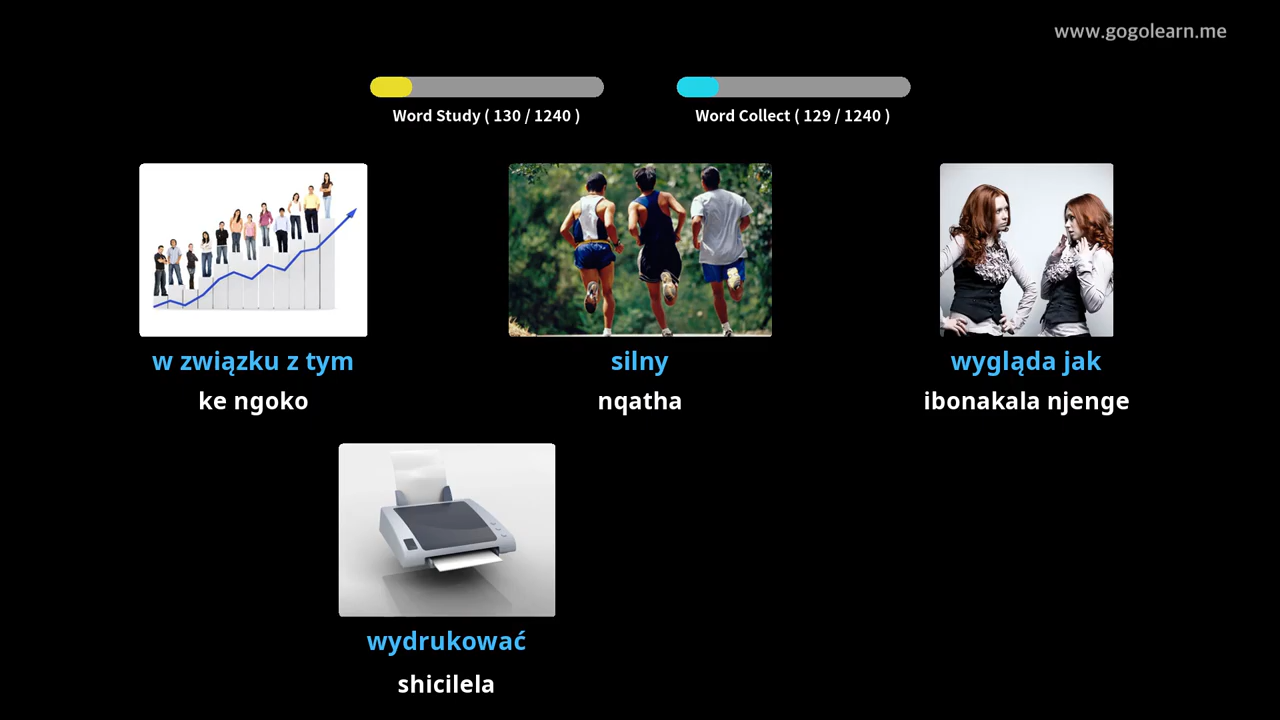 www.gogolearn.me
Word Study ( 130 / 1240 )
Word Collect ( 129 / 1240 )
w związku z tym
ke ngoko
silny
nqatha
wygląda jak
ibonakala njenge
wydrukować
shicilela